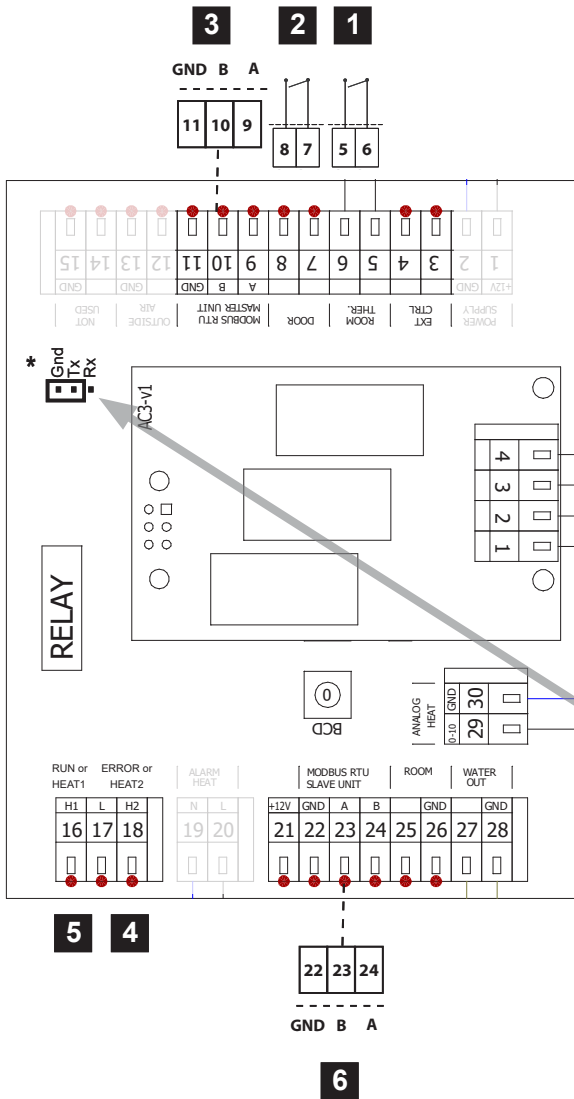 3 2 1
GND B A
11 10 9
8 7
5 6
15 14 13 12 11 10 9 8 7 6 5 4 3 2 1
GND GND GND B A GND +12V
NOT USED
OUTSIDE AIR
MODBUS RTU MASTER UNIT
DOOR
ROOM THER.
EXT CTRL
POWER SUPPLY
*
Gnd
Tx
Rx
AC3-v1
4
3
2
1
RELAY
0
BCD
ANALOG HEAT
GND 30
0-10 29
RUN or HEAT1
ERROR or HEAT2
ALARM HEAT
MODBUS RTU SLAVE UNIT
ROOM
WATER OUT
H1 L H2 N L +12V GND A B GND GND
16 17 18 19 20 21 22 23 24 25 26 27 28
5 4
22 23 24
GND B A
6